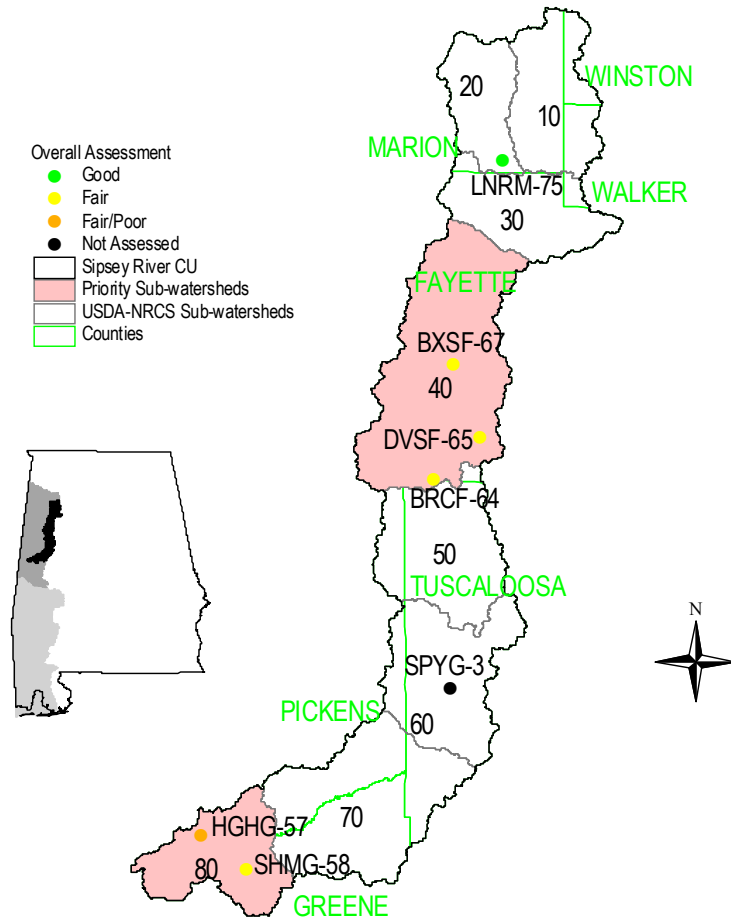 WINSTON
20
10
MARION
Overall Assessment
Good
Fair
Fair/Poor
Not Assessed
Sipsey River CU
Priority Sub-watersheds
USDA-NRCS Sub-watersheds
Counties
LNRM-75
WALKER
30
FAYETTE
BXSF-67
40
DVSF-65
BRCF-64
50
TUSCALOOSA
N
SPYG-3
PICKENS
60
70
HGHG-57
80
SHMG-58
GREENE